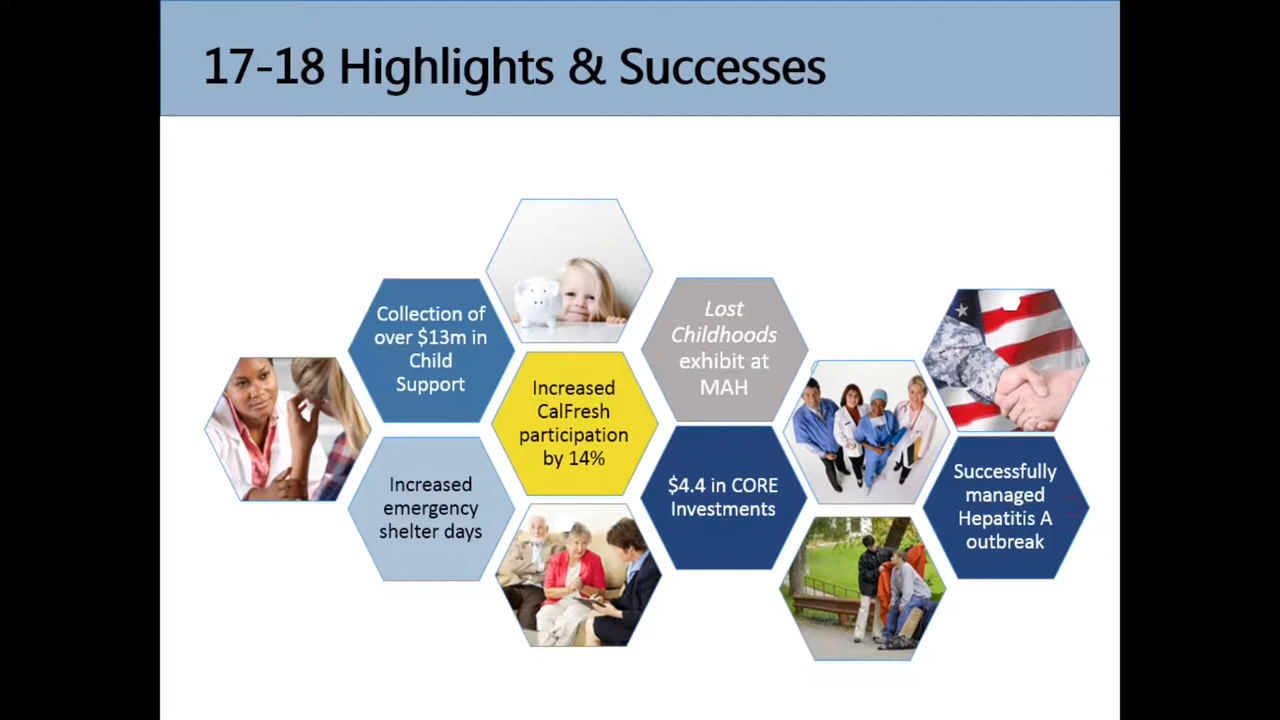 17-18 Highlights & Successes
Collection of
over $13m in
Child
Support
Increased
emergency
shelter days
Increased
CalFresh
participation
by 14%
Lost
Childhoods
exhibit at
MAH
$4.4 in CORE
Investments
Successfully
managed
Hepatitis A
outbreak